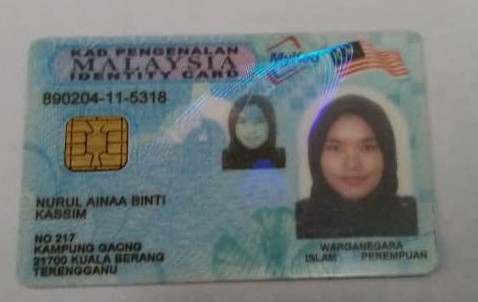 KAD PENGENALAN
MALAYSIA
IDENTITY CARD
MyKad
890204-11-5318
NURUL AINAA BINTI
KASSIM
NO 217
KAMPUNG GAONG
21700 KUALA BERANG
TERENGGANU
WARGANEGARA
ISLAM PEREMPUAN